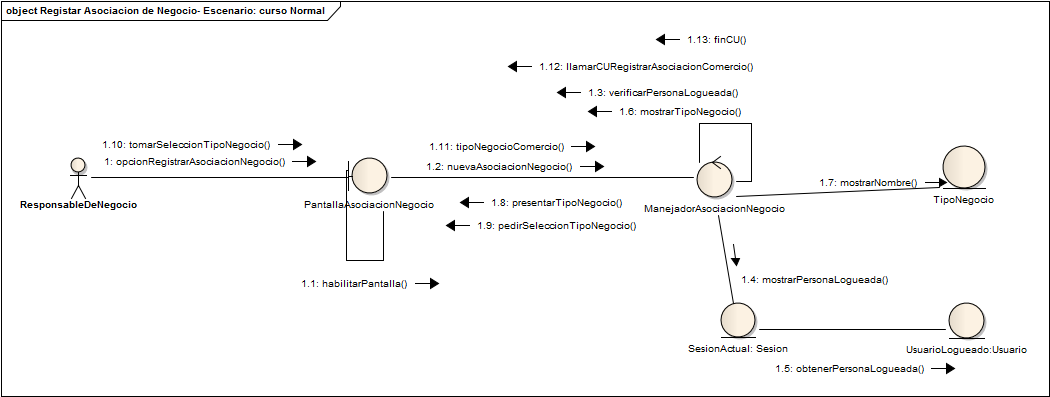 object Registar Asociacion de Negocio- Escenario: curso Normal
1.13: finCU()
1.12: llamarCURegistrarAsociacionComercio()
1.3: verificarPersonaLogueada()
1.6: mostrarTipoNegocio()
1.10: tomarSeleccionTipoNegocio()
1.11: tipoNegocioComercio()
1: opcionRegistrarAsociacionNegocio()
1.2: nuevaAsociacionNegocio()
1.7: mostrarNombre()
ResponsableDeNegocio
PantallaAsociacionNegocio
ManejadorAsociacionNegocio
TipoNegocio
1.8: presentarTipoNegocio()
1.9: pedirSeleccionTipoNegocio()
1.1: habilitarPantalla()
1.4: mostrarPersonaLogueada()
SesionActual: Sesion
UsuarioLogueado:Usuario
1.5: obtenerPersonaLogueada()